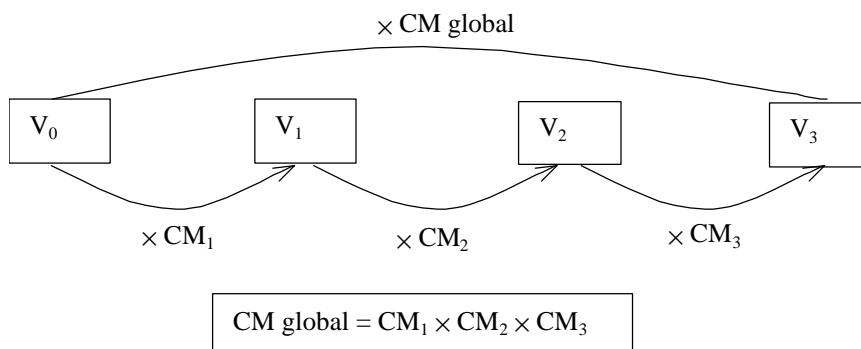 × CM global
V₀ V₁ V₂ V₃
× CM₁ × CM₂ × CM₃
CM global = CM₁ × CM₂ × CM₃